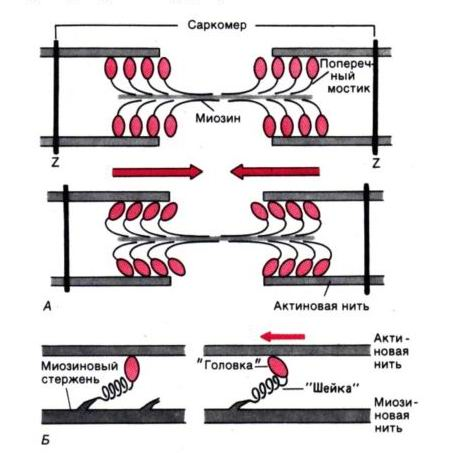 Саркомер
Попереч-
ный
мостик
Миозин
Z
Z
А
Актиновая нить
Миозиновый
стержень
"Головка"
"Шейка"
Акти-
новая
нить
Миози-
новая
нить
Б